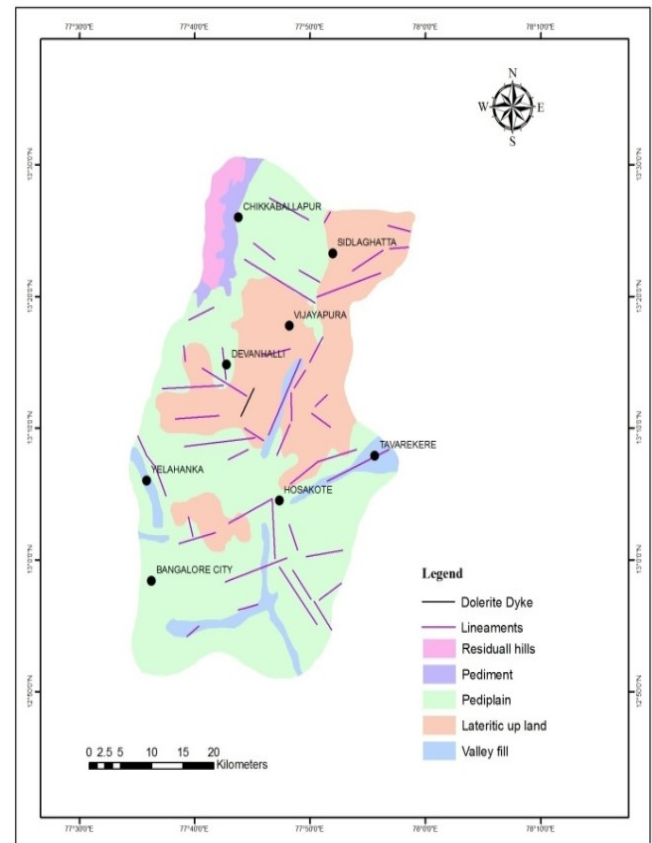 77°30'0"E 77°40'0"E 77°50'0"E 78°0'0"E 78°10'0"E
N
W E
S
13°30'0"N 13°30'0"N
CHIKKABALLAPUR
SIDLAGHATTA
13°20'0"N 13°20'0"N
VIJAYAPURA
DEVANHALLI
13°10'0"N 13°10'0"N
TAVAREKERE
YELAHANKA
HOSAKOTE
13°0'0"N 13°0'0"N
BANGALORE CITY
Legend
Dolerite Dyke
Lineaments
Residuall hills
Pediment
Pediplain
Lateritic up land
Valley fill
12°50'0"N 12°50'0"N
0 2.5 5 10 15 20
Kilometers
77°30'0"E 77°40'0"E 77°50'0"E 78°0'0"E 78°10'0"E